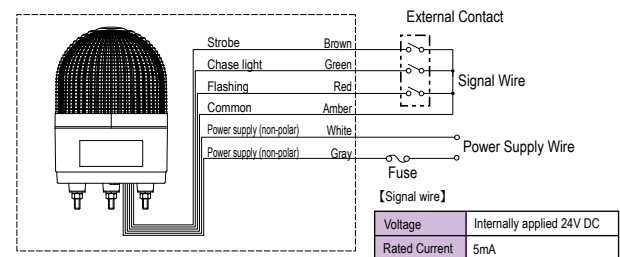 External Contact
Strobe Brown
Chase light Green
Flashing Red
Signal Wire
Common Amber
Power supply (non-polar) White
Power supply (non-polar) Gray
Power Supply Wire
Fuse
【Signal wire】
Voltage Internally applied 24V DC
Rated Current 5mA